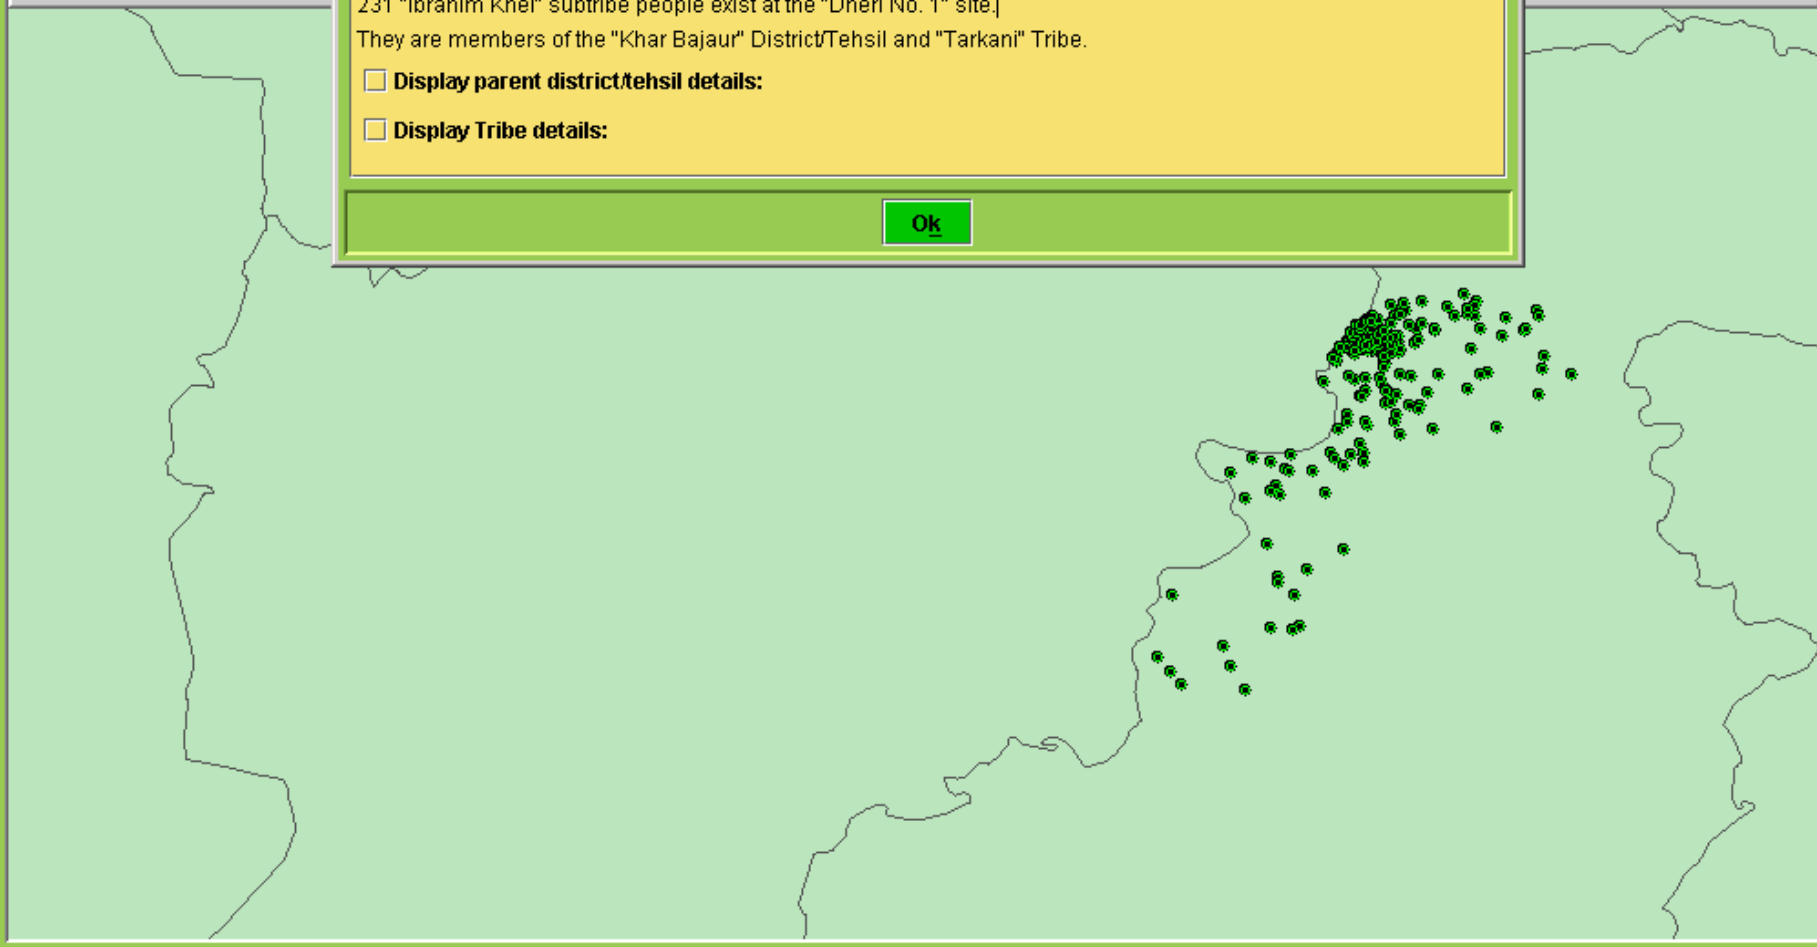 231 "Ibrahim Khel" subtribe people exist at the "Dheri No. 1" site.
They are members of the "Khar Bajaur" District/Tehsil and "Tarkani" Tribe.
Display parent district/tehsil details:
Display Tribe details:
Ok